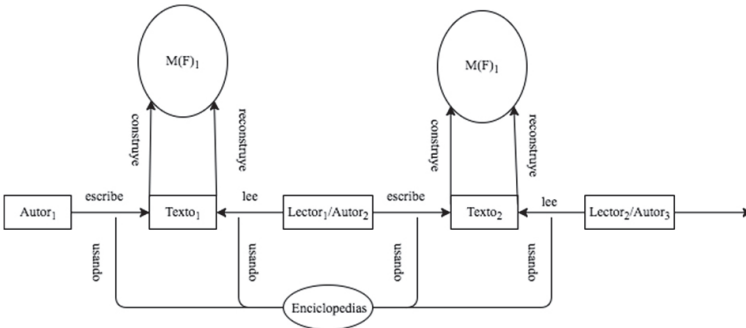 M(F)₁
M(F)₁
construye
reconstruye
construye
reconstruye
escribe
lee
escribe
lee
Autor₁
Texto₁
Lector₁/Autor₂
Texto₂
Lector₂/Autor₃
usando
usando
usando
usando
Enciclopedias